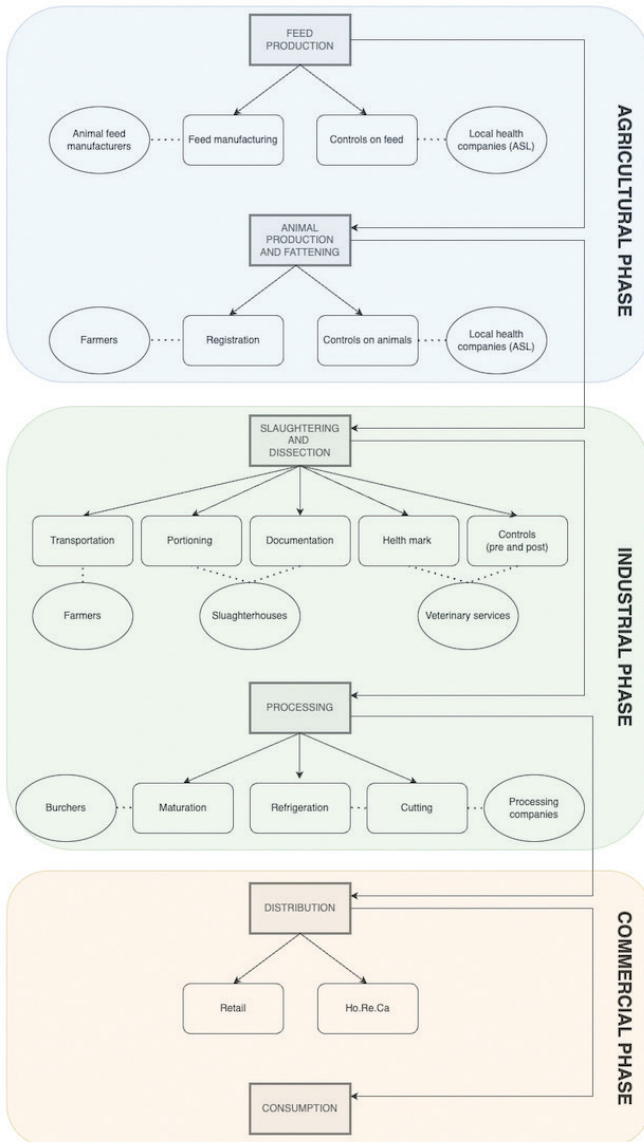 FEED
PRODUCTION
Animal feed
manufacturers
Feed manufacturing
Controls on feed
Local health
companies (ASL)
ANIMAL
PRODUCTION
AND FATTENING
Farmers
Registration
Controls on animals
Local health
companies (ASL)
AGRICULTURAL PHASE
SLAUGHTERING
AND
DISSECTION
Transportation
Portioning
Documentation
Helth mark
Controls
(pre and post)
Farmers
Sluaghterhouses
Veterinary services
PROCESSING
Burchers
Maturation
Refrigeration
Cutting
Processing
companies
INDUSTRIAL PHASE
DISTRIBUTION
Retail
Ho.Re.Ca
CONSUMPTION
COMMERCIAL PHASE